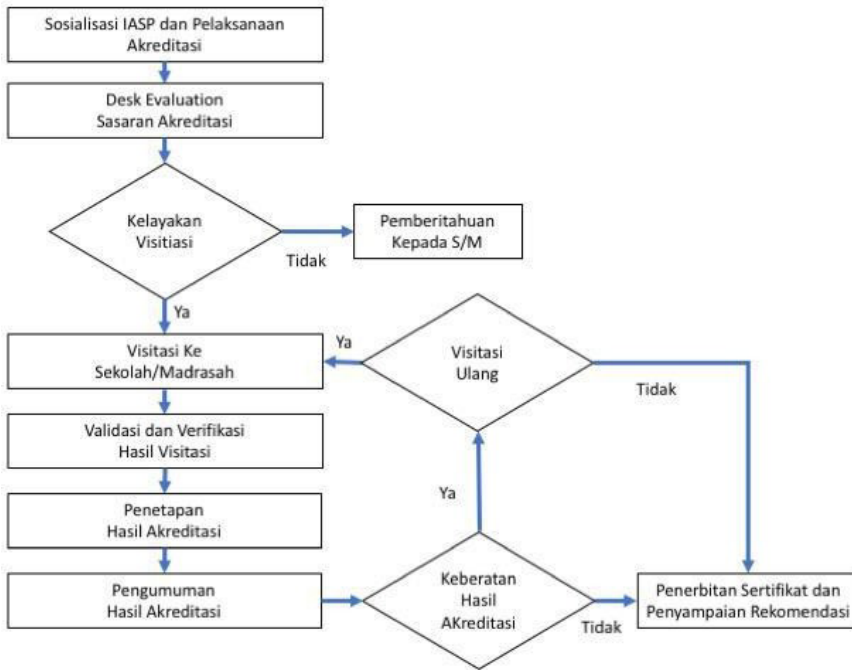 Sosialisasi IASP dan Pelaksanaan
Akreditasi
Desk Evaluation
Sasaran Akreditasi
Kelayakan
Visitiasi
Tidak
Pemberitahuan
Kepada S/M
Ya
Visitasi Ke
Sekolah/Madrasah
Ya
Visitasi
Ulang
Tidak
Validasi dan Verifikasi
Hasil Visitasi
Ya
Penetapan
Hasil Akreditasi
Pengumuman
Hasil Akreditasi
Keberatan
Hasil
AKreditasi
Tidak
Penerbitan Sertifikat dan
Penyampaian Rekomendasi